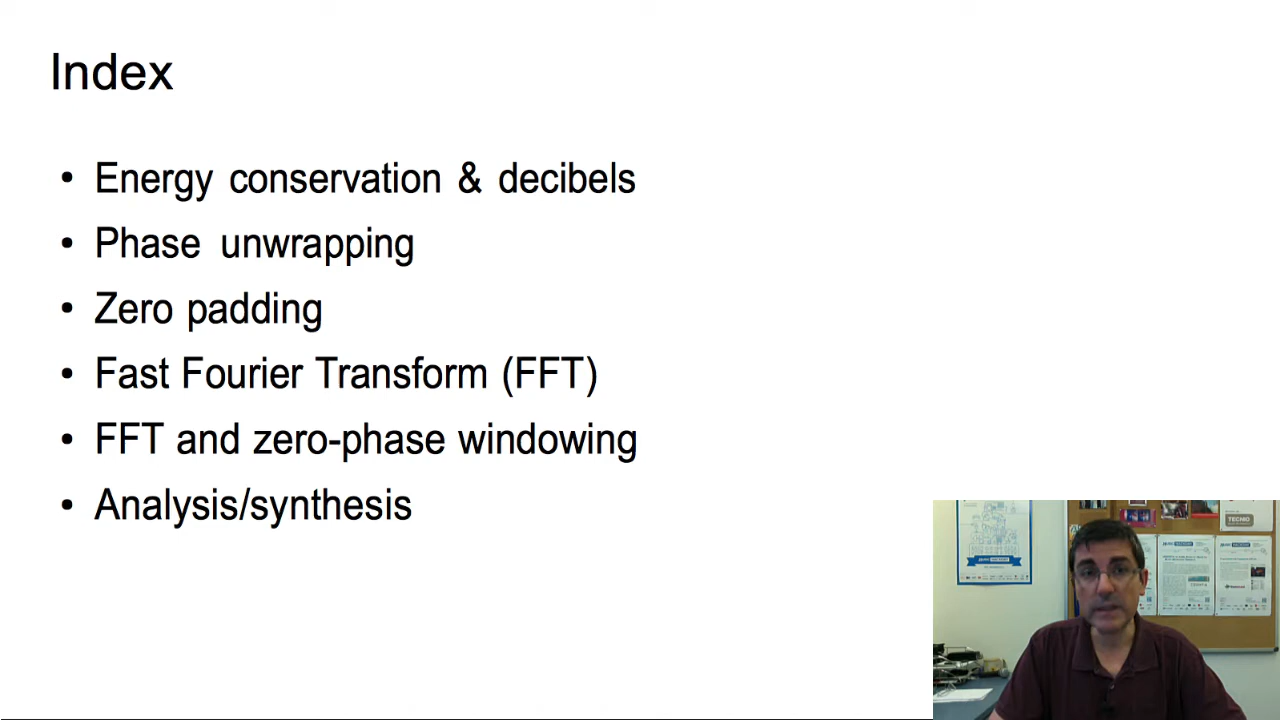 Index
• Energy conservation & decibels
• Phase unwrapping
• Zero padding
• Fast Fourier Transform (FFT)
• FFT and zero-phase windowing
• Analysis/synthesis
TECNIO